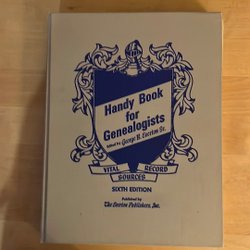 Handy Book
for
Genealogists
Edited by George B. Everton Sr.
VITAL RECORD
SOURCES
SIXTH EDITION
Published by
The Everton Publishers, Inc.